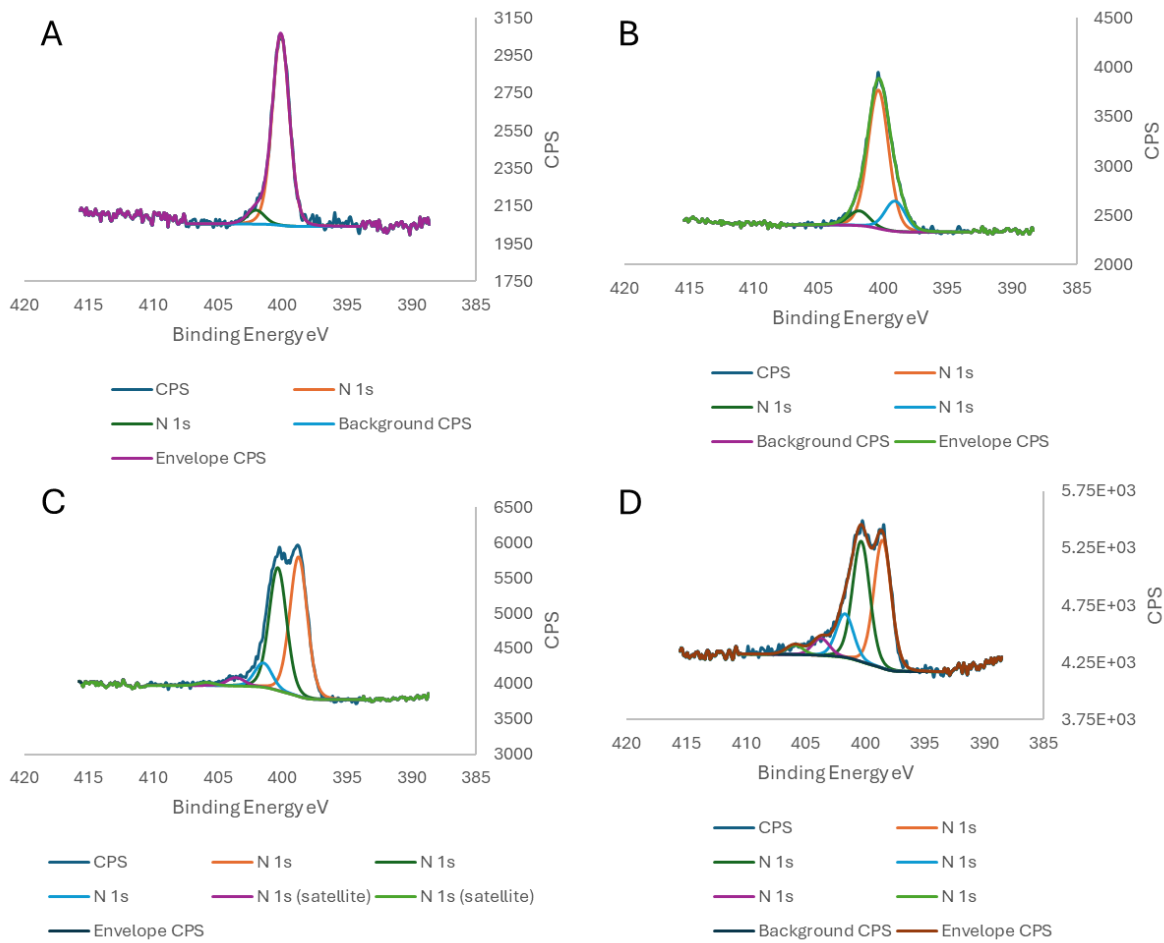 A
3150
2950
2750
2550
2350
2150
1950
1750
CPS
420 415 410 405 400 395 390 385
Binding Energy eV
CPS N 1s
N 1s Background CPS
Envelope CPS
B
4500
4000
3500
3000
2500
2000
CPS
420 415 410 405 400 395 390 385
Binding Energy eV
CPS N 1s
N 1s N 1s
Background CPS Envelope CPS
C
6500
6000
5500
5000
4500
4000
3500
3000
CPS
420 415 410 405 400 395 390 385
Binding Energy eV
CPS N 1s N 1s
N 1s N 1s (satellite) N 1s (satellite)
Envelope CPS
D
5.75E+03
5.25E+03
4.75E+03
4.25E+03
3.75E+03
CPS
420 415 410 405 400 395 390 385
Binding Energy eV
CPS N 1s
N 1s N 1s
N 1s N 1s
Background CPS Envelope CPS